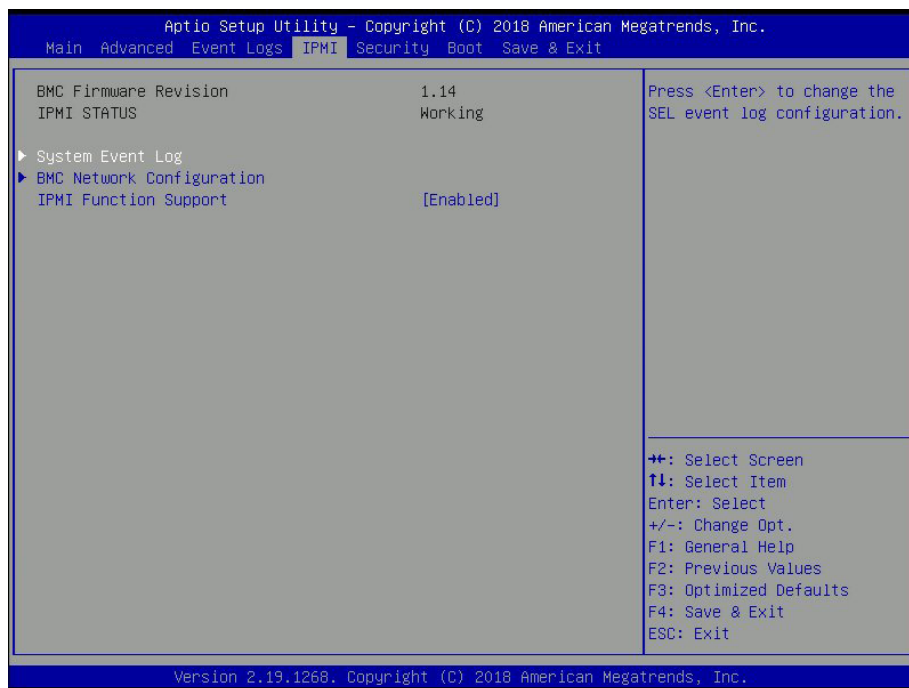 Aptio Setup Utility – Copyright (C) 2018 American Megatrends, Inc.
Main Advanced Event Logs IPMI Security Boot Save & Exit
BMC Firmware Revision 1.14
IPMI STATUS Working
System Event Log
BMC Network Configuration
IPMI Function Support [Enabled]
Press <Enter> to change the
SEL event log configuration.
→←: Select Screen
↑↓: Select Item
Enter: Select
+/-: Change Opt.
F1: General Help
F2: Previous Values
F3: Optimized Defaults
F4: Save & Exit
ESC: Exit
Version 2.19.1268. Copyright (C) 2018 American Megatrends, Inc.